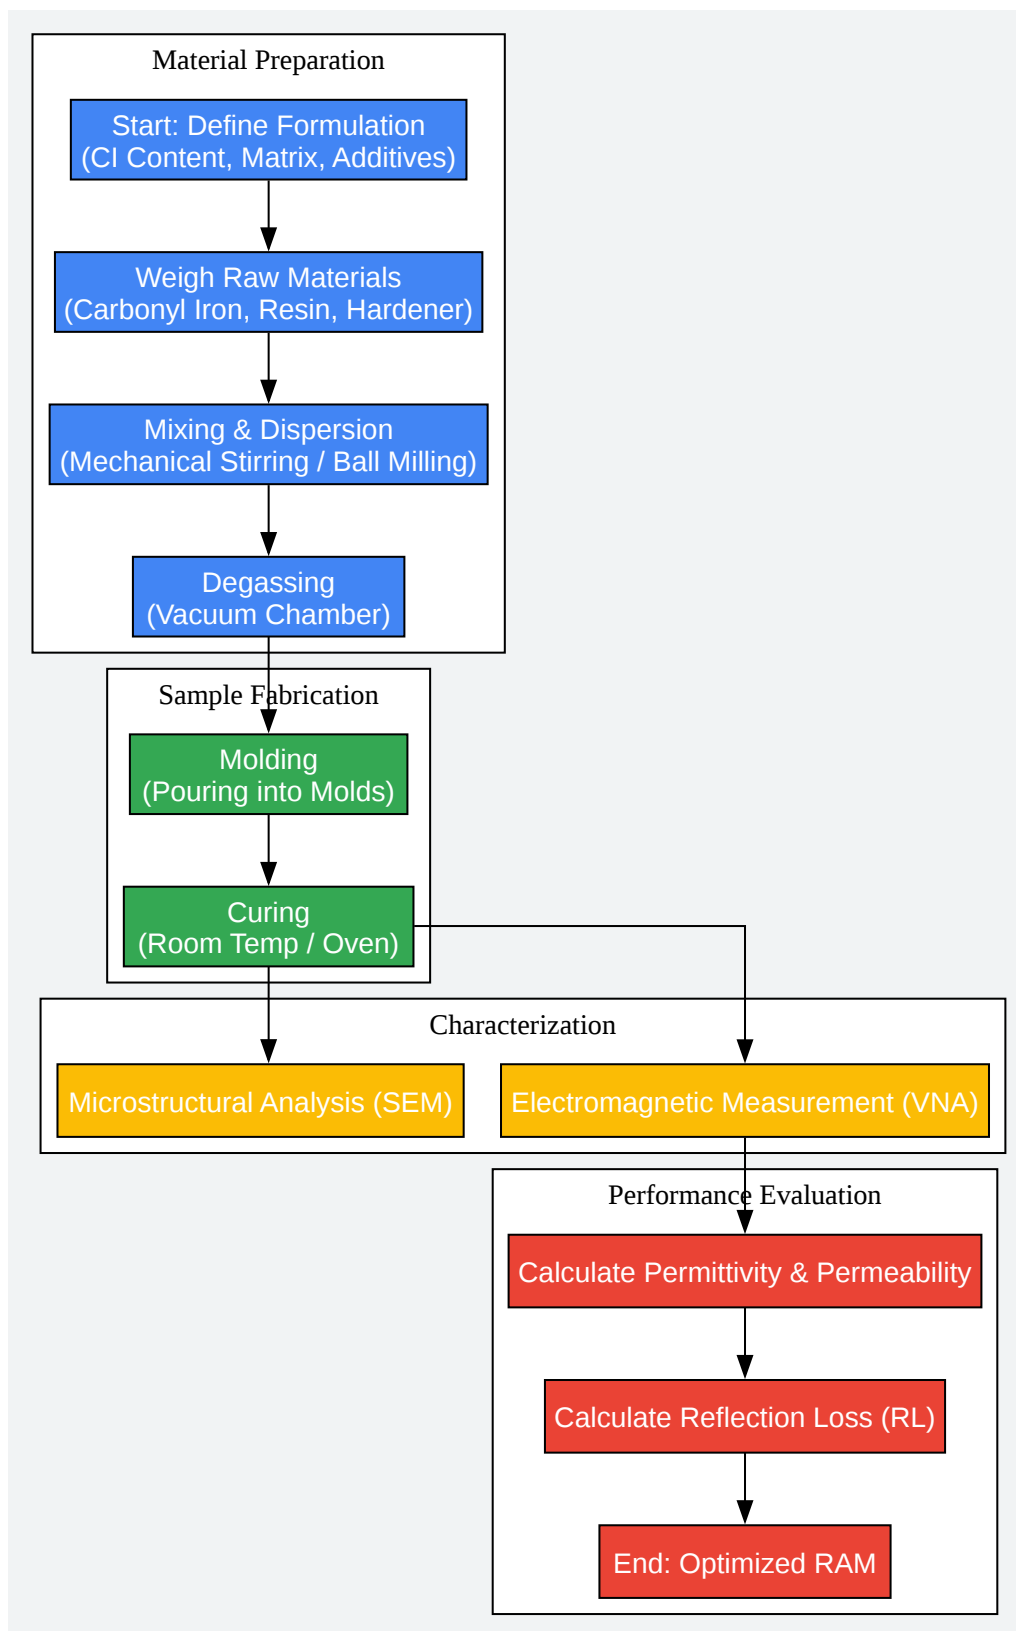 Material Preparation
Start: Define Formulation
(CI Content, Matrix, Additives)
Weigh Raw Materials
(Carbonyl Iron, Resin, Hardener)
Mixing & Dispersion
(Mechanical Stirring / Ball Milling)
Degassing
(Vacuum Chamber)
Sample Fabrication
Molding
(Pouring into Molds)
Curing
(Room Temp / Oven)
Characterization
Microstructural Analysis (SEM)
Electromagnetic Measurement (VNA)
Performance Evaluation
Calculate Permittivity & Permeability
Calculate Reflection Loss (RL)
End: Optimized RAM